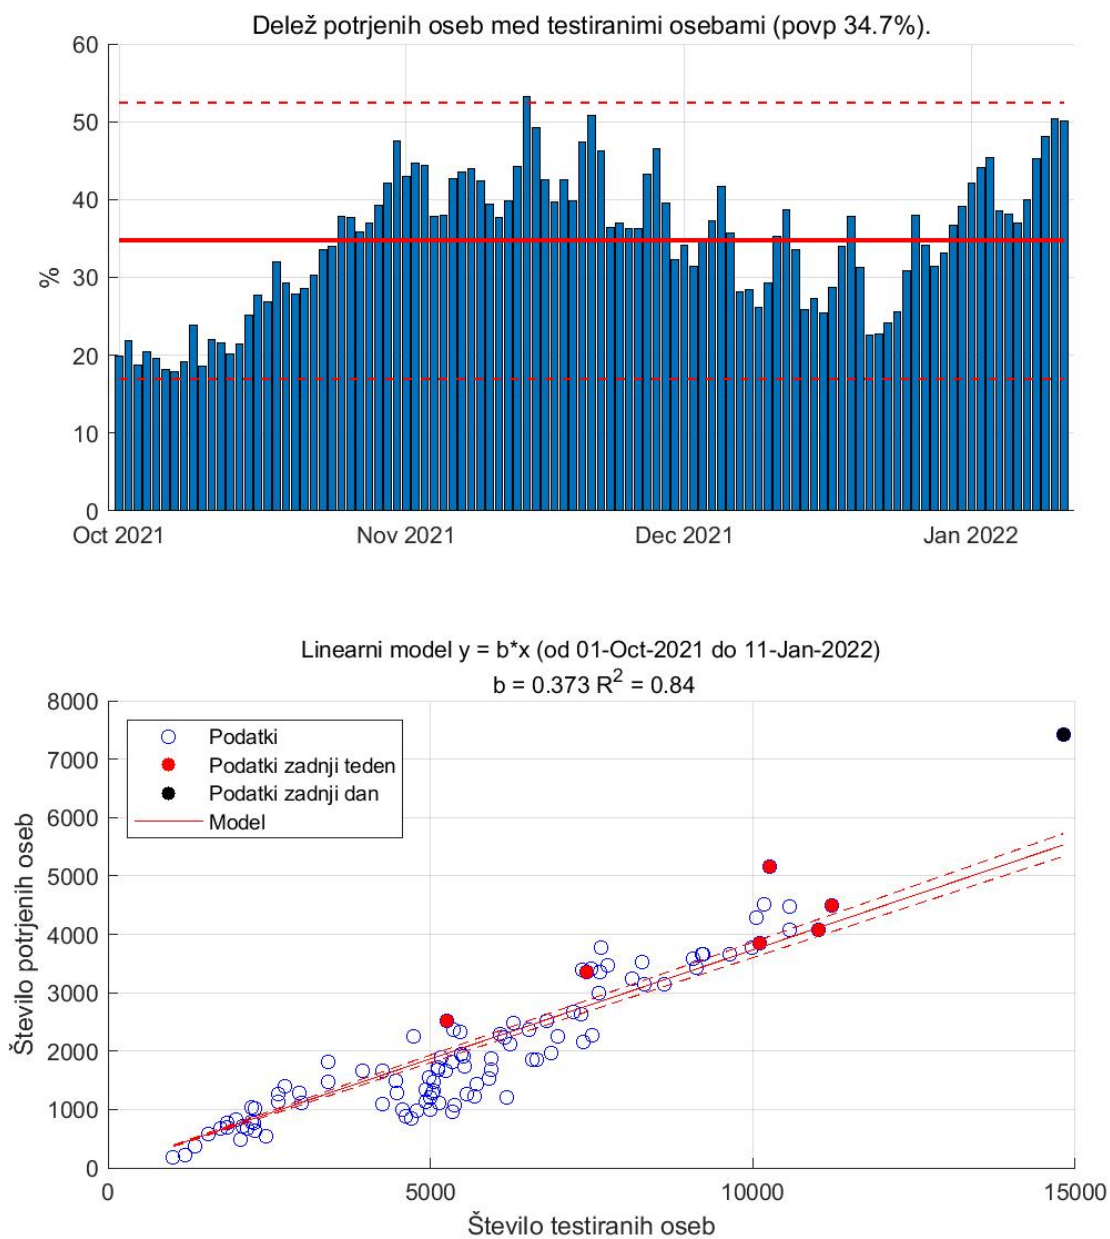 Delež potrjenih oseb med testiranimi osebami (povp 34.7%).
60
50
40
30
20
10
0
%
Oct 2021 Nov 2021 Dec 2021 Jan 2022
Linearni model y = b*x (od 01-Oct-2021 do 11-Jan-2022)
b = 0.373 R² = 0.84
8000
7000
6000
5000
4000
3000
2000
1000
0
Število potrjenih oseb
Podatki
Podatki zadnji teden
Podatki zadnji dan
Model
0 5000 10000 15000
Število testiranih oseb